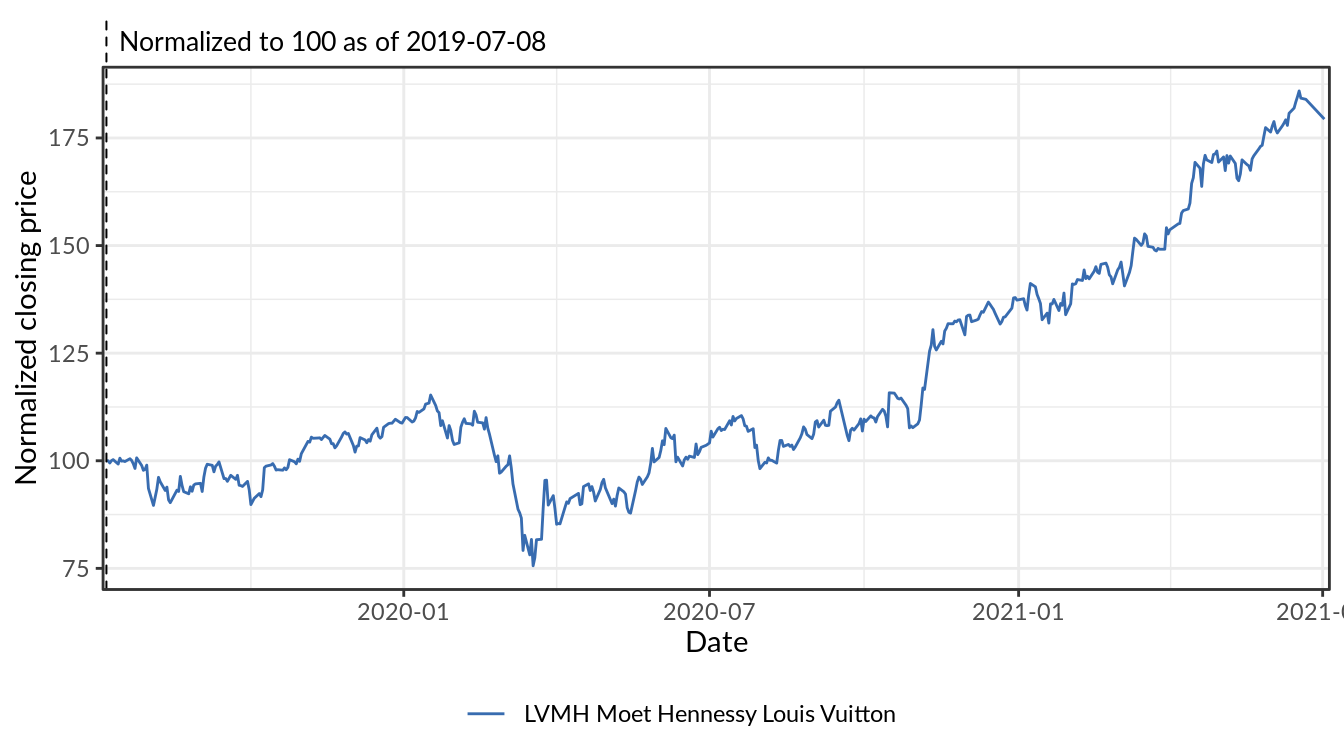 Normalized to 100 as of 2019-07-08
Normalized closing price
175
150
125
100
75
2020-01
2020-07
2021-01
Date
LVMH Moet Hennessy Louis Vuitton